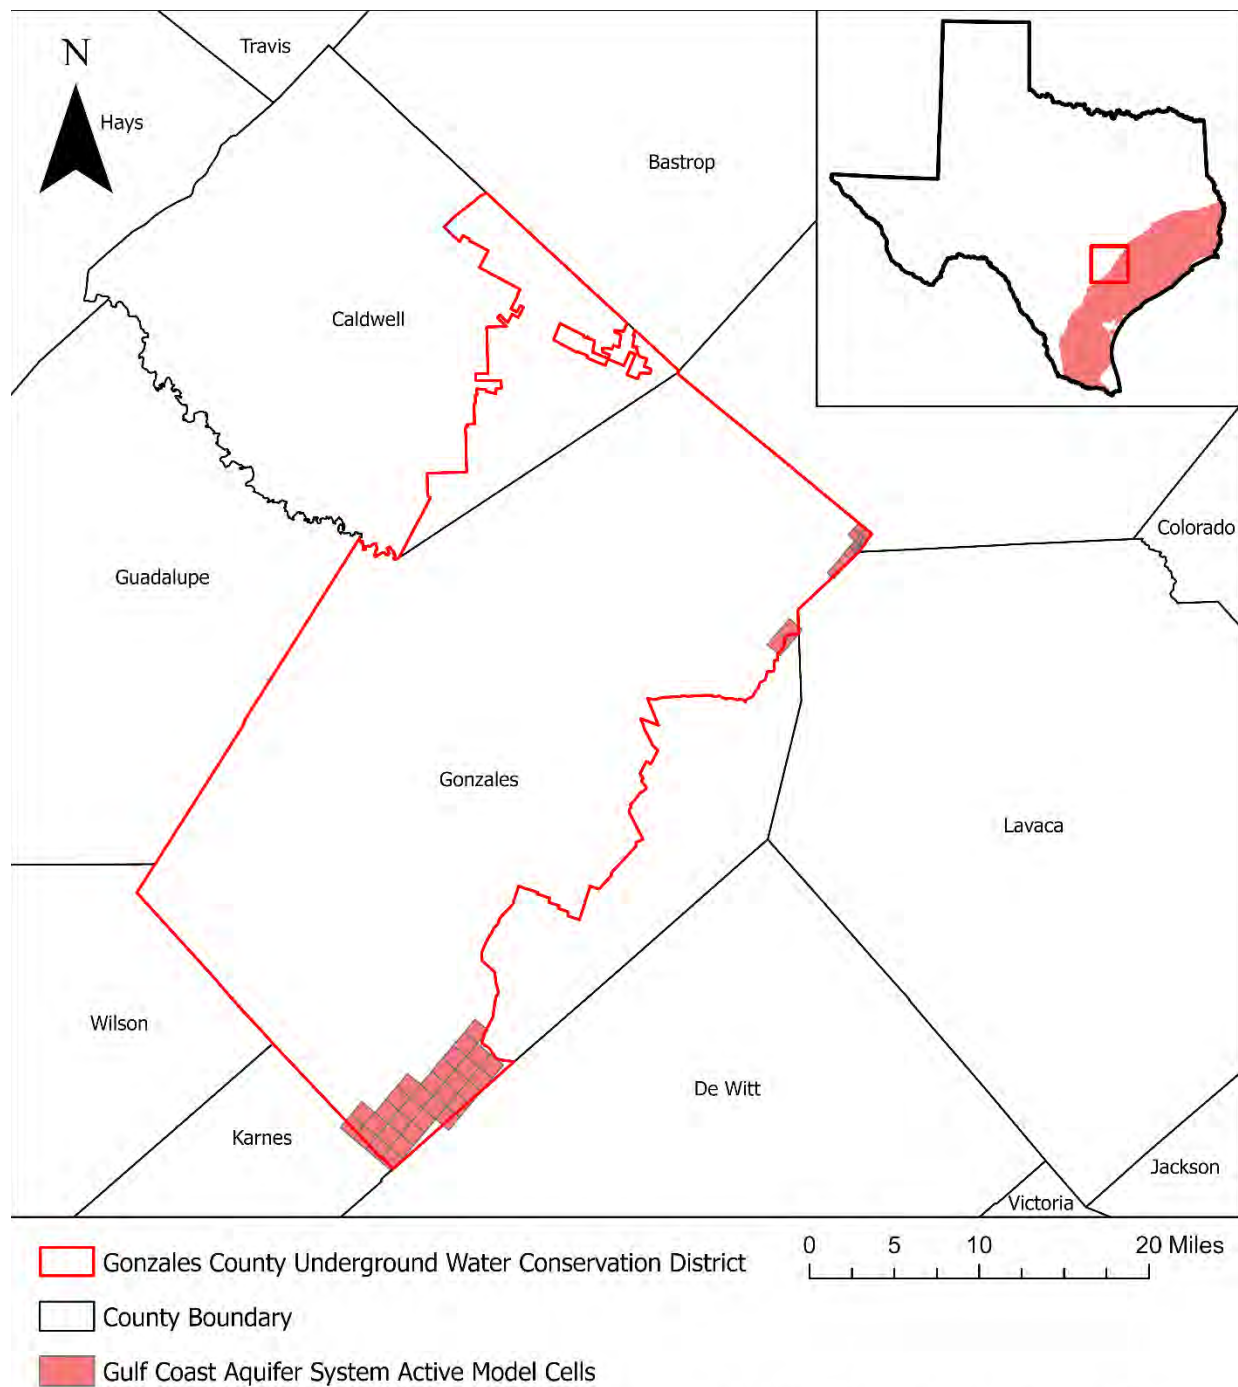 Travis
N
Hays
Bastrop
Caldwell
Colorado
Guadalupe
Gonzales
Lavaca
Wilson
De Witt
Karnes
Jackson
Victoria
0 5 10 20 Miles
Gonzales County Underground Water Conservation District
County Boundary
Gulf Coast Aquifer System Active Model Cells